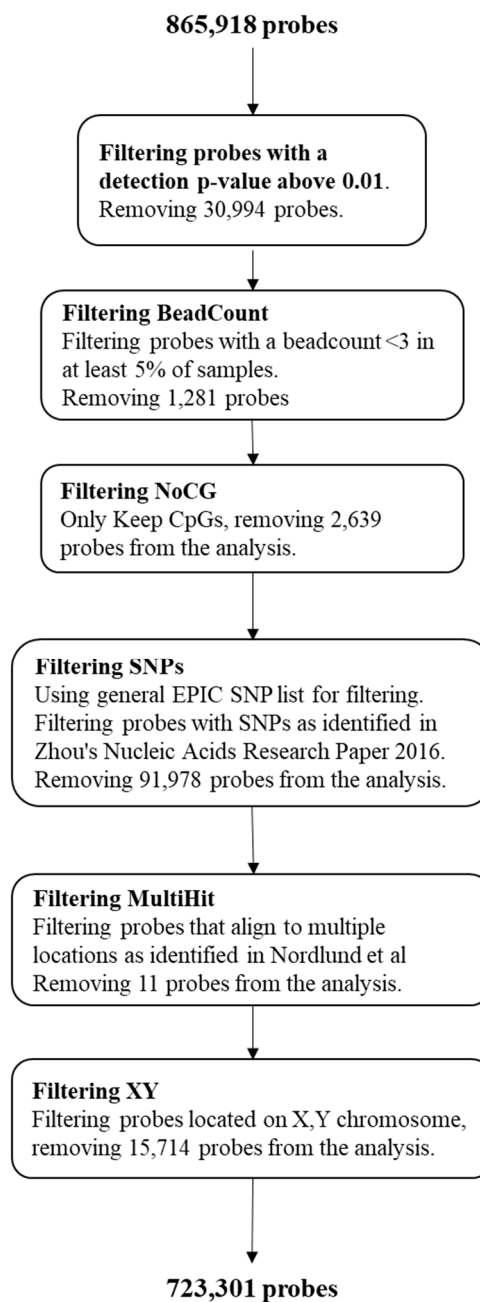 865,918 probes
Filtering probes with a
detection p-value above 0.01.
Removing 30,994 probes.
Filtering BeadCount
Filtering probes with a beadcount <3 in
at least 5% of samples.
Removing 1,281 probes
Filtering NoCG
Only Keep CpGs, removing 2,639
probes from the analysis.
Filtering SNPs
Using general EPIC SNP list for filtering.
Filtering probes with SNPs as identified in
Zhou's Nucleic Acids Research Paper 2016.
Removing 91,978 probes from the analysis.
Filtering MultiHit
Filtering probes that align to multiple
locations as identified in Nordlund et al
Removing 11 probes from the analysis.
Filtering XY
Filtering probes located on X,Y chromosome,
removing 15,714 probes from the analysis.
723,301 probes